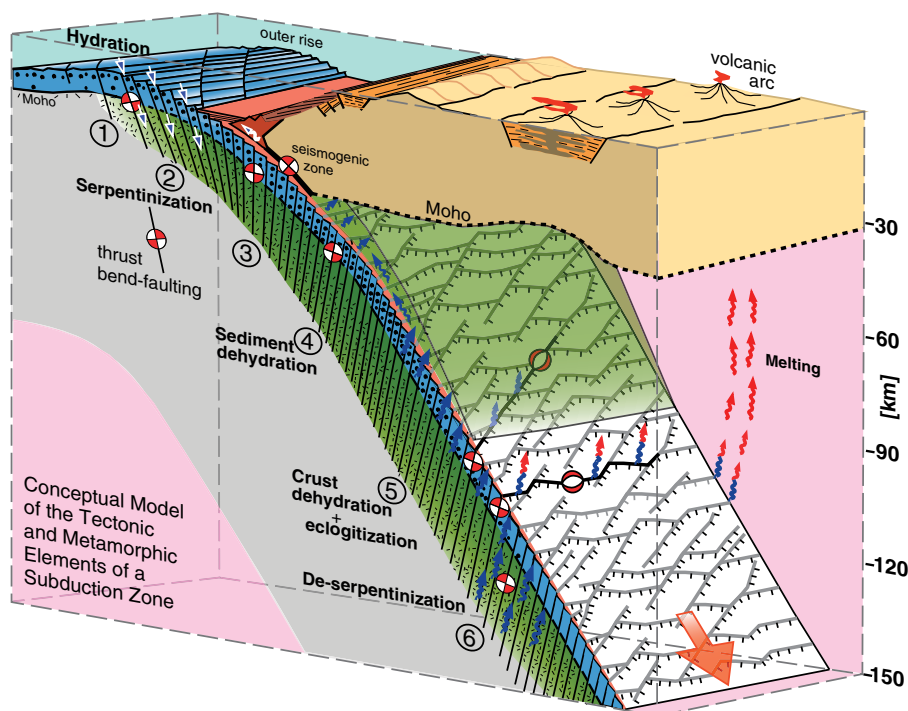 Hydration
outer rise
volcanic
arc
Moho
①
seismogenic
zone
②
Serpentinization
Moho
-30
③
thrust
bend-faulting
④
Sediment
dehydration
-60
Melting
[km]
-90
⑤
Crust
dehydration
+
eclogitization
Conceptual Model
of the Tectonic
and Metamorphic
Elements of a
Subduction Zone
-120
De-serpentinization
⑥
-150